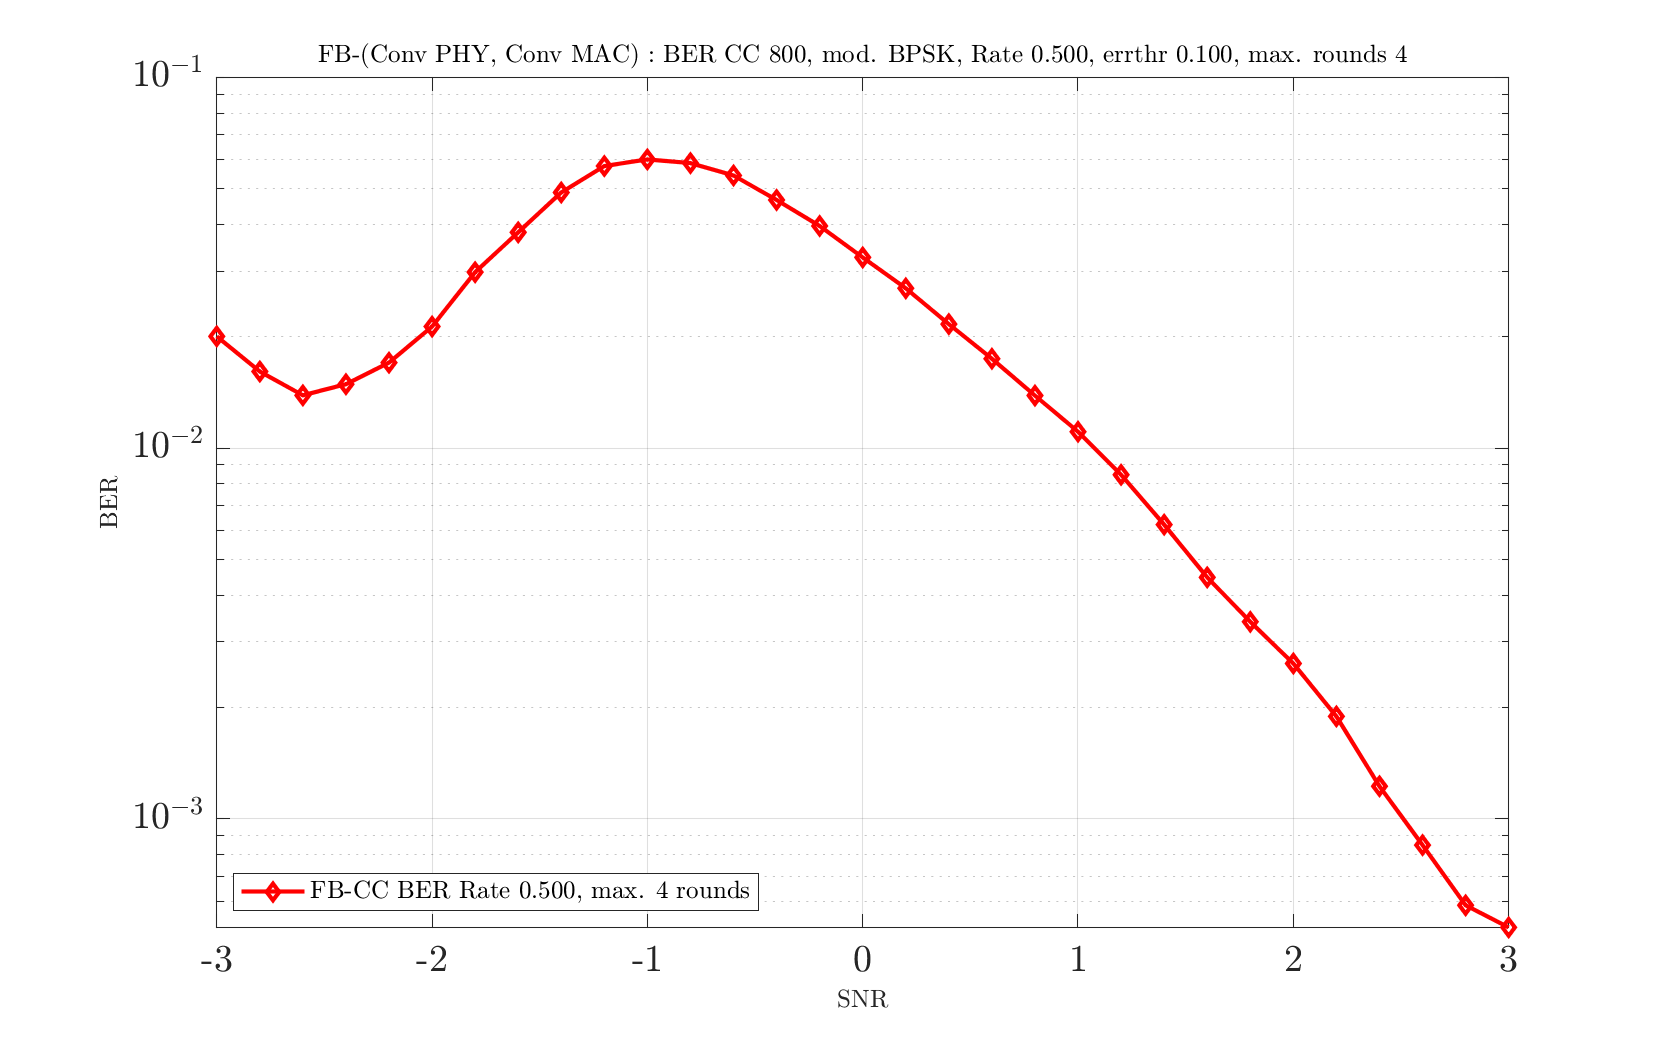 FB-(Conv PHY, Conv MAC) : BER CC 800, mod. BPSK, Rate 0.500, errthr 0.100, max. rounds 4
10^{-1}
10^{-2}
BER
10^{-3}
FB-CC BER Rate 0.500, max. 4 rounds
-3 -2 -1 0 1 2 3
SNR